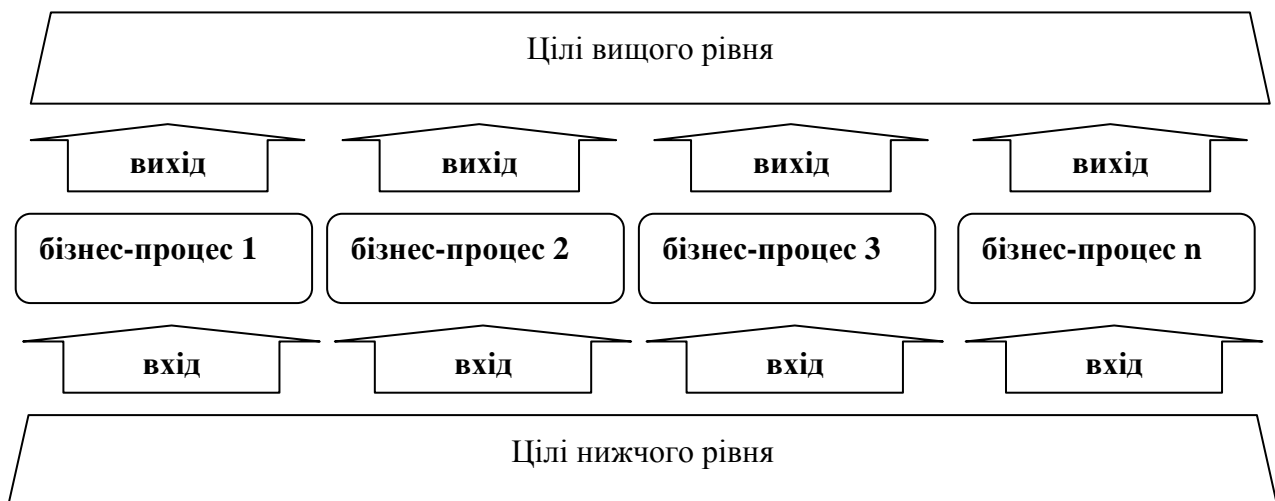 Цілі вищого рівня
вихід вихід вихід вихід
бізнес-процес 1 бізнес-процес 2 бізнес-процес 3 бізнес-процес n
вхід вхід вхід вхід
Цілі нижчого рівня